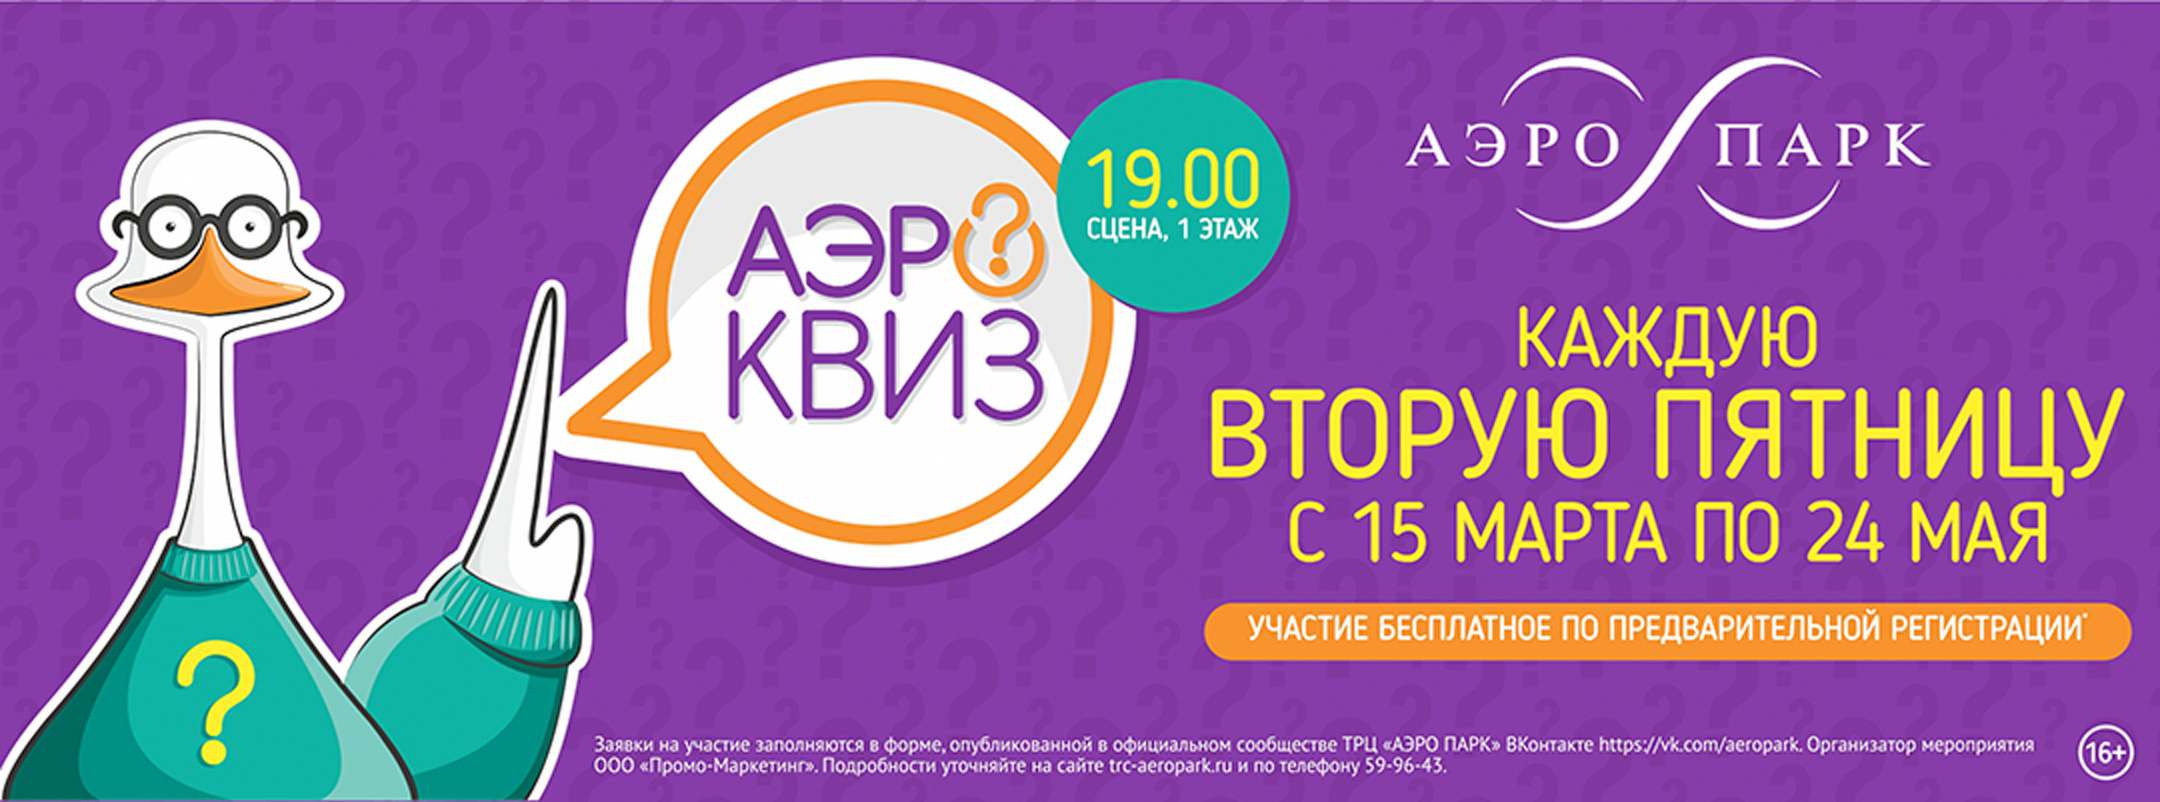 АЭРО
КВИЗ
19.00
СЦЕНА, 1 ЭТАЖ
АЭРО ПАРК
КАЖДУЮ
ВТОРУЮ ПЯТНИЦУ
С 15 МАРТА ПО 24 МАЯ
УЧАСТИЕ БЕСПЛАТНОЕ ПО ПРЕДВАРИТЕЛЬНОЙ РЕГИСТРАЦИИ*
Заявки на участие заполняются в форме, опубликованной в официальном сообществе ТРЦ «АЭРО ПАРК» ВКонтакте https://vk.com/aeropark. Организатор мероприятия
ООО «Промо-Маркетинг». Подробности уточняйте на сайте trc-aeropark.ru и по телефону 59-96-43.
16+
?